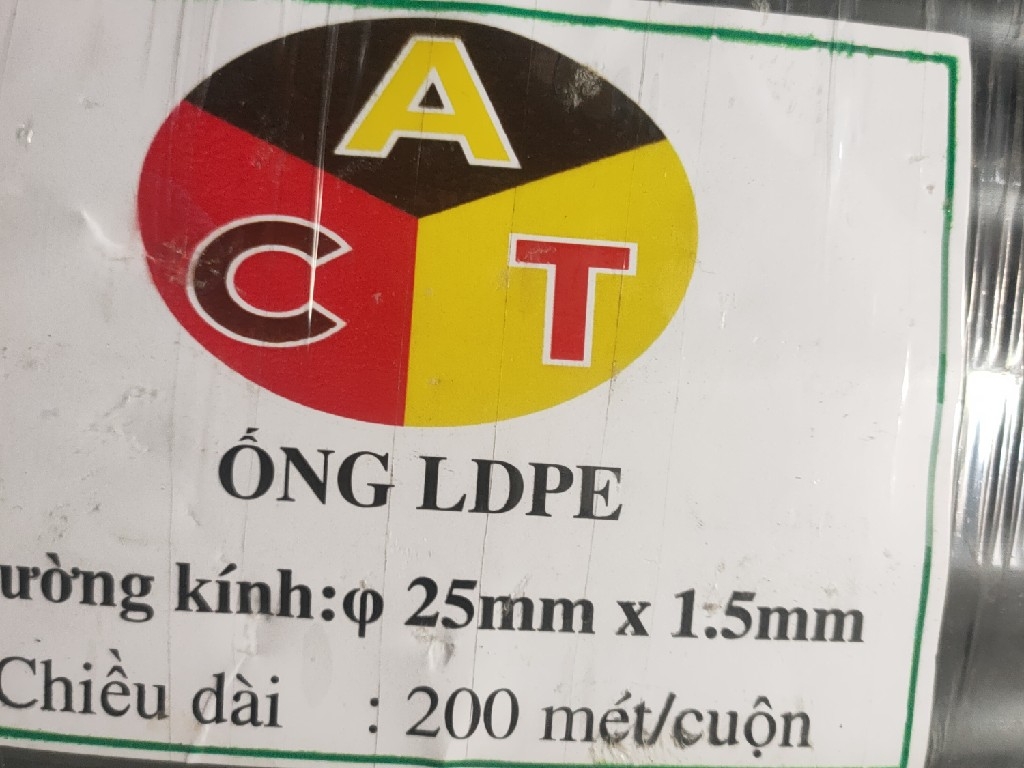 A
C T
ỐNG LDPE
ường kính:φ 25mm x 1.5mm
Chiều dài : 200 mét/cuộn